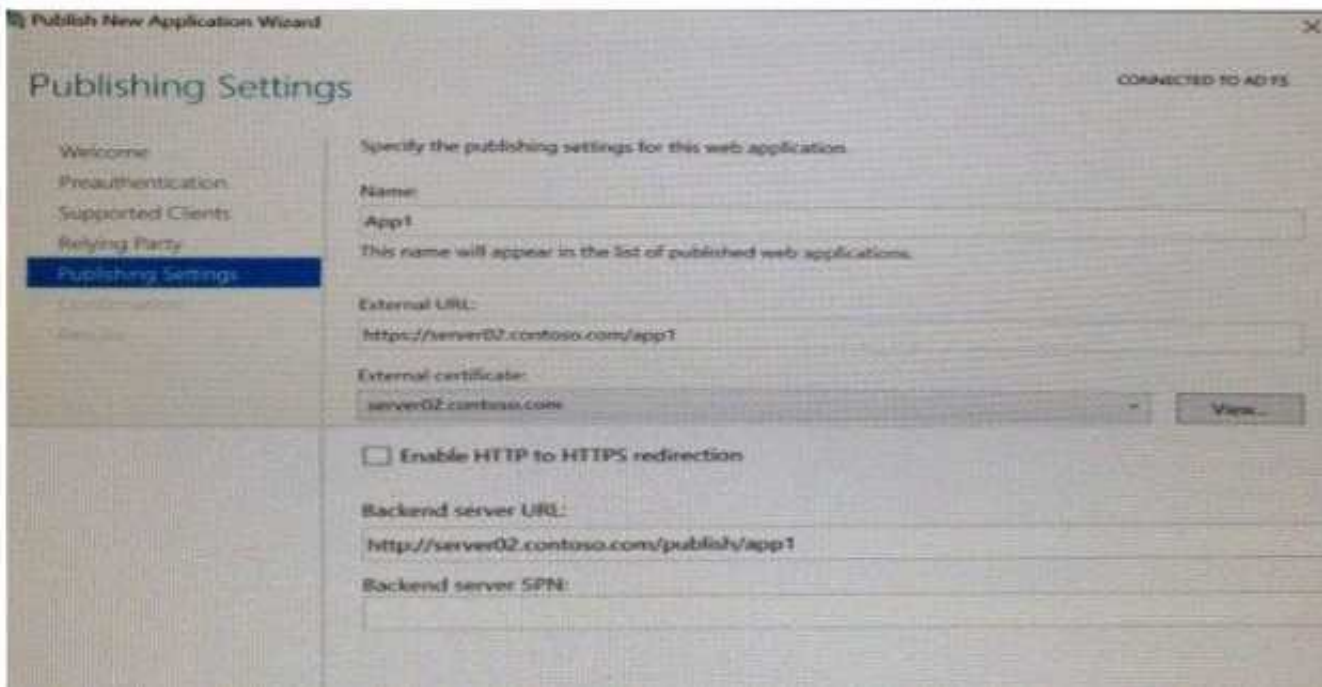 Publish New Application Wizard
Publishing Settings
CONNECTED TO AD FS
Welcome
Preauthentication
Supported Clients
Relying Party
Publishing Settings
Confirmation
Results
Specify the publishing settings for this web application.
Name:
App1
This name will appear in the list of published web applications.
External URL:
https://server02.contoso.com/app1
External certificate:
server02.contoso.com
View...
Enable HTTP to HTTPS redirection
Backend server URL:
http://server02.contoso.com/publish/app1
Backend server SPN: